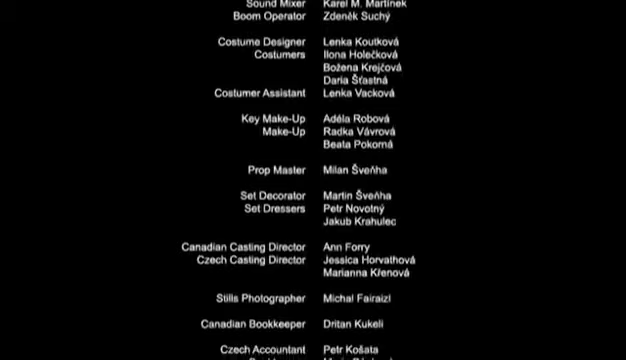 Sound Mixer Karel M. Martínek
Boom Operator Zdeněk Suchý
Costume Designer Lenka Koutková
Costumers Ilona Holečková
Božena Krejčová
Daria Šťastná
Costumer Assistant Lenka Vacková
Key Make-Up Adéla Robová
Make-Up Radka Vávrová
Beata Pokorná
Prop Master Milan Šveňha
Set Decorator Martin Šveňha
Set Dressers Petr Novotný
Jakub Krahulec
Canadian Casting Director Ann Forry
Czech Casting Director Jessica Horvathová
Marianna Křenová
Stills Photographer Michal Fairaizl
Canadian Bookkeeper Dritan Kukeli
Czech Accountant Petr Košata